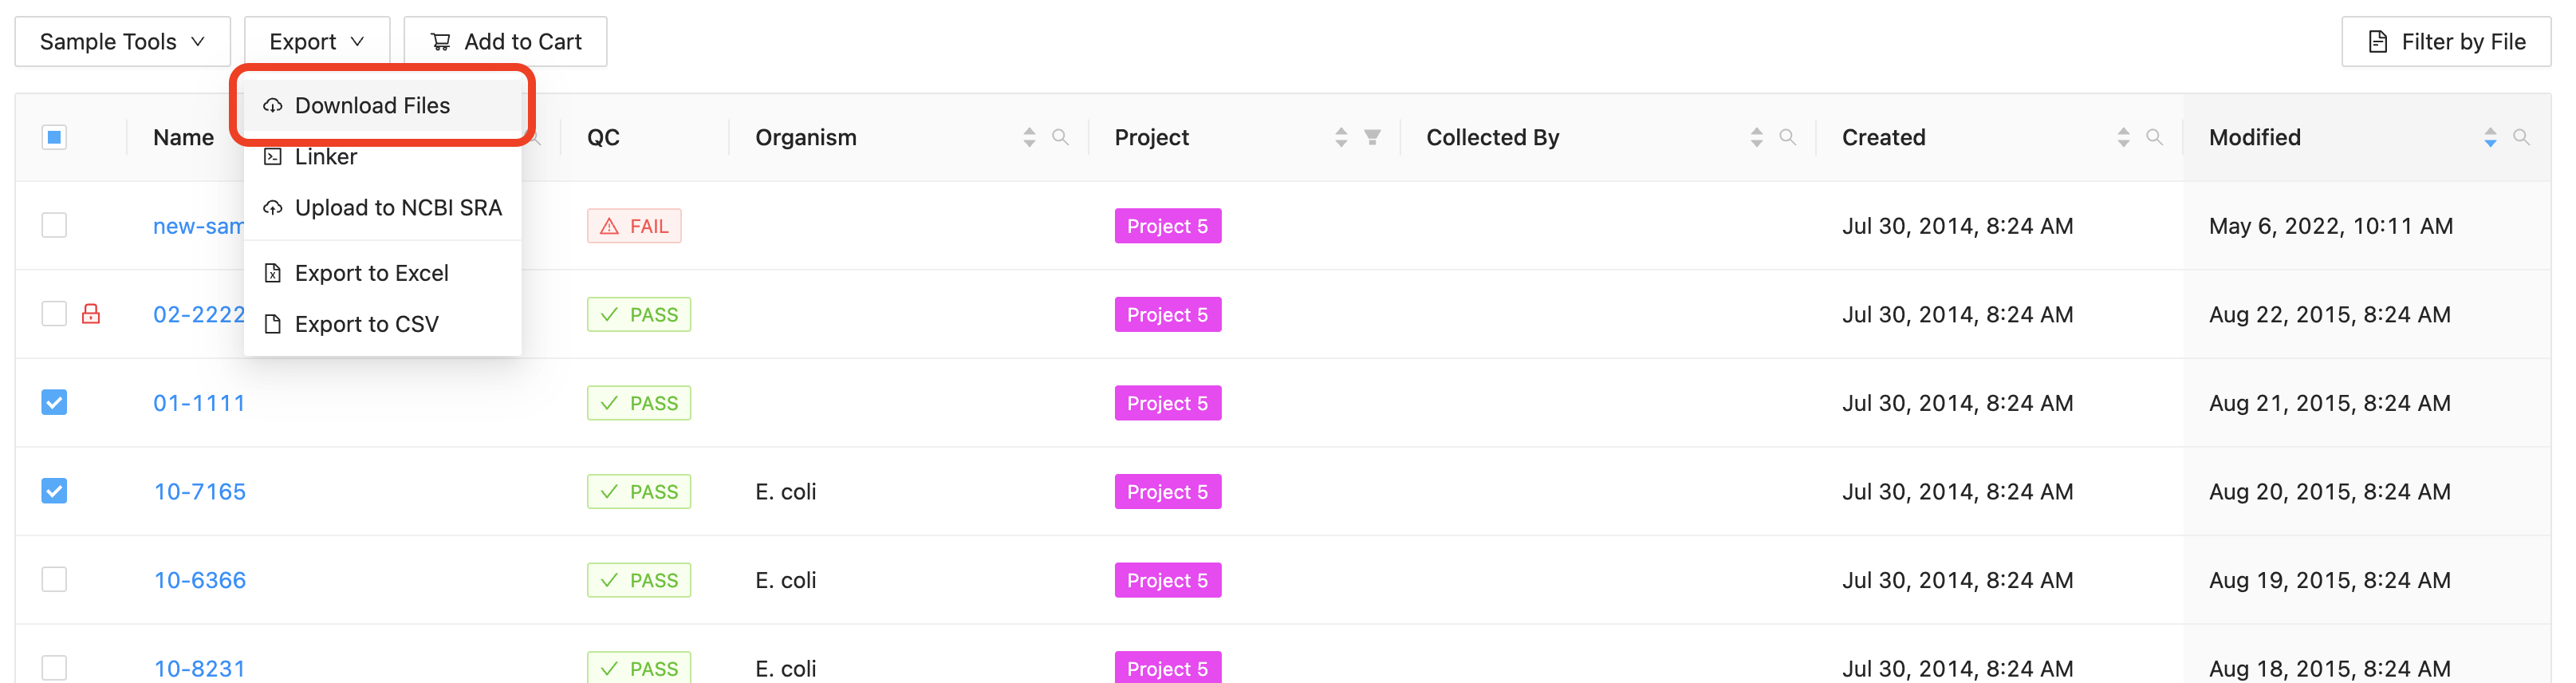 Sample Tools Export Add to Cart Filter by File
Download Files
Name QC Organism Project Collected By Created Modified
Linker
Upload to NCBI SRA
new-sam FAIL Project 5 Jul 30, 2014, 8:24 AM May 6, 2022, 10:11 AM
Export to Excel
02-2222 PASS Project 5 Jul 30, 2014, 8:24 AM Aug 22, 2015, 8:24 AM
Export to CSV
01-1111 PASS Project 5 Jul 30, 2014, 8:24 AM Aug 21, 2015, 8:24 AM
10-7165 PASS E. coli Project 5 Jul 30, 2014, 8:24 AM Aug 20, 2015, 8:24 AM
10-6366 PASS E. coli Project 5 Jul 30, 2014, 8:24 AM Aug 19, 2015, 8:24 AM
10-8231 PASS E. coli Project 5 Jul 30, 2014, 8:24 AM Aug 18, 2015, 8:24 AM